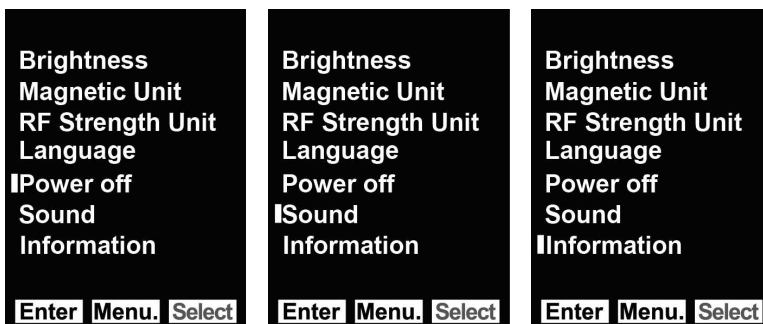 Brightness
Magnetic Unit
RF Strength Unit
Language
Power off
Sound
Information
Enter Menu. Select
Brightness
Magnetic Unit
RF Strength Unit
Language
Power off
Sound
Information
Enter Menu. Select
Brightness
Magnetic Unit
RF Strength Unit
Language
Power off
Sound
Information
Enter Menu. Select